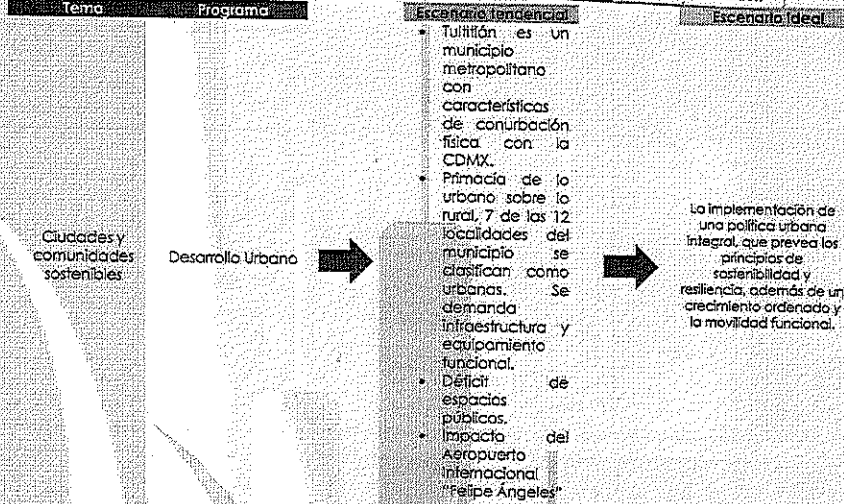 Tema
Programa
Escenario tendencial
Escenario Ideal
Ciudades y
comunidades
sostenibles
Desarrollo Urbano
• Tultitlán es un
municipio
metropolitano
con
características
de conurbación
física con la
CDMX.
• Primacía de lo
urbano sobre lo
rural, 7 de las 12
localidades del
municipio se
clasifican como
urbanas. Se
demanda
infraestructura y
equipamiento
funcional.
• Déficit de
espacios
públicos.
• Impacto del
Aeropuerto
Internacional
"Felipe Ángeles"
La implementación de
una política urbana
integral, que prevea los
principios de
sostenibilidad y
resiliencia, además de un
crecimiento ordenado y
la movilidad funcional.